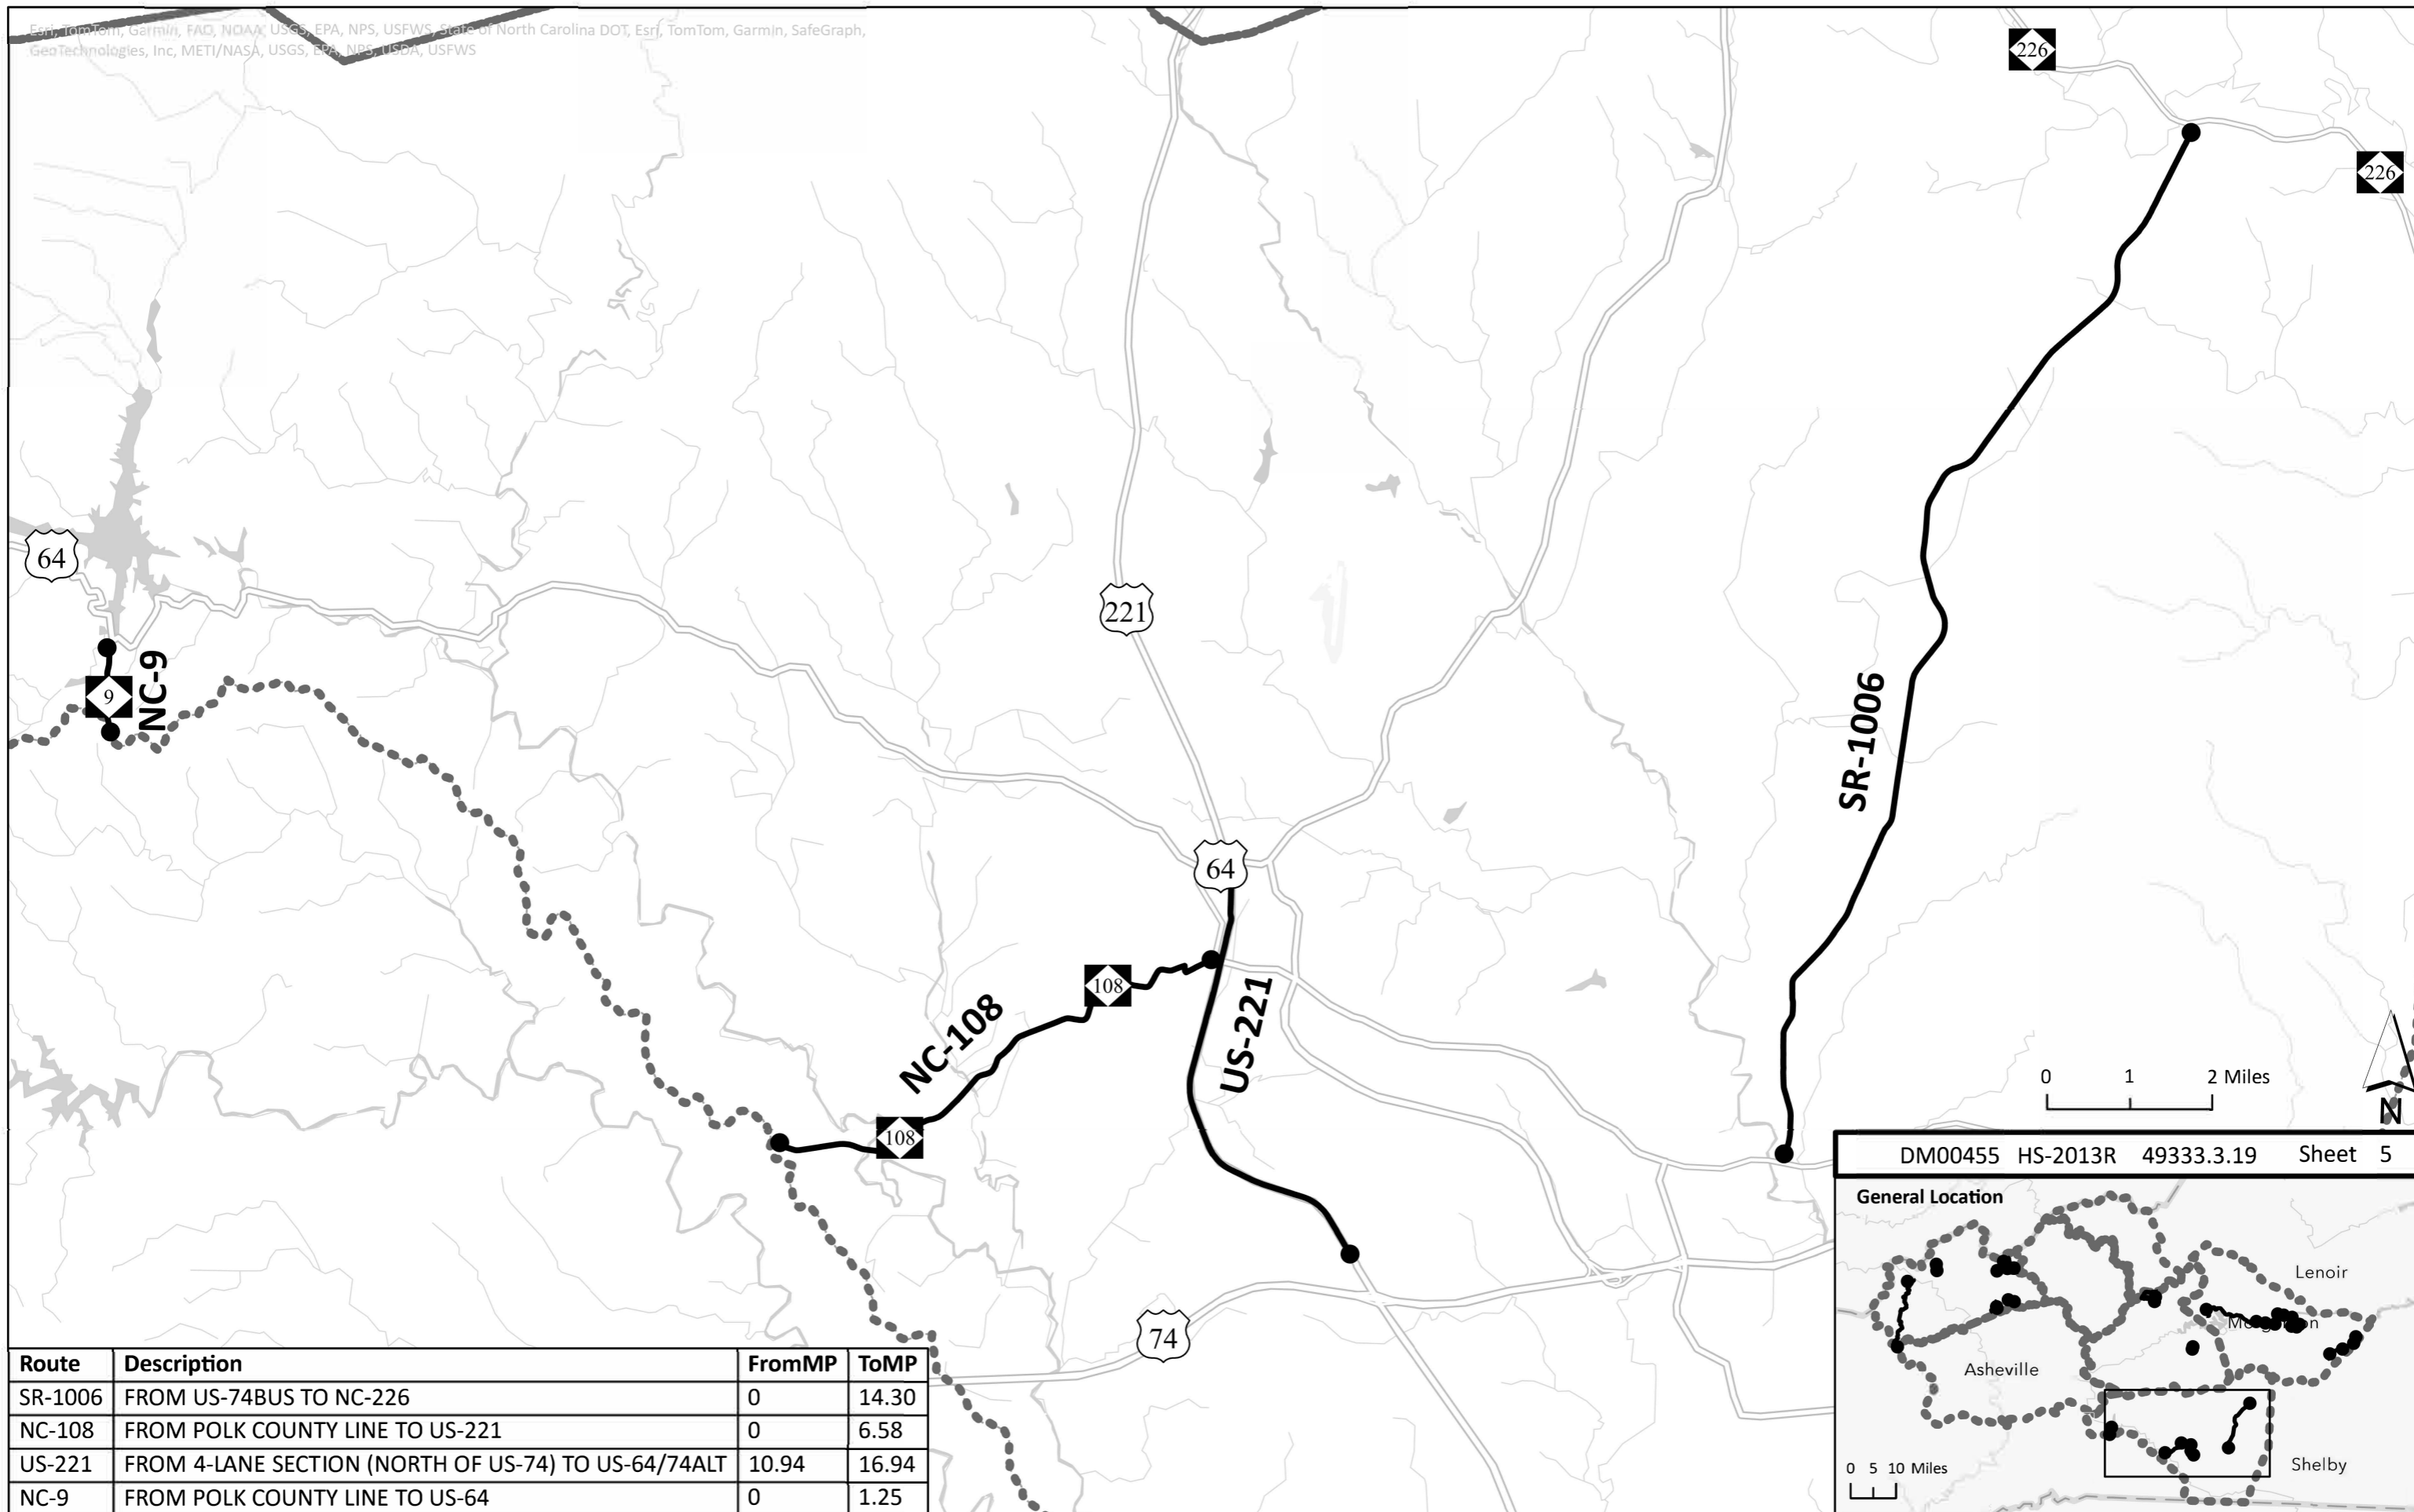 Esri, TomTom, Garmin, FAO, NOAA, USGS, EPA, NPS, USFWS, State of North Carolina DOT, Esri, TomTom, Garmin, SafeGraph,
GeoTechnologies, Inc, METI/NASA, USGS, EPA, NPS, USDA, USFWS
226
226
64
221
9
NC-9
SR-1006
64
108
NC-108
US-221
108
74
0 1 2 Miles
N
DM00455 HS-2013R 49333.3.19 Sheet 5
General Location
Lenoir
Asheville
Shelby
0 5 10 Miles
Route Description FromMP ToMP
SR-1006 FROM US-74BUS TO NC-226 0 14.30
NC-108 FROM POLK COUNTY LINE TO US-221 0 6.58
US-221 FROM 4-LANE SECTION (NORTH OF US-74) TO US-64/74ALT 10.94 16.94
NC-9 FROM POLK COUNTY LINE TO US-64 0 1.25